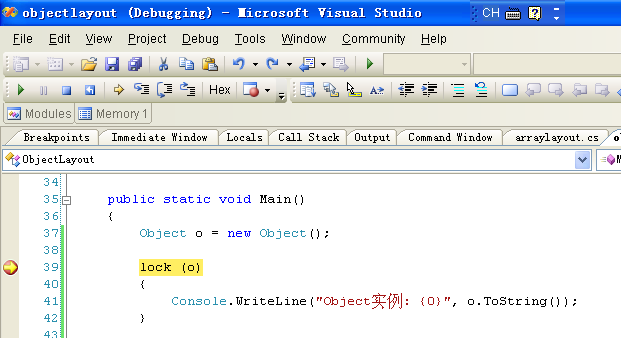 objectlayout (Debugging) - Microsoft Visual Studio
CH
File Edit View Project Debug Tools Window Community Help
Hex
Modules Memory 1
Breakpoints Immediate Window Locals Call Stack Output Command Window arraylayout.cs
ObjectLayout
34
35 public static void Main()
36 {
37 Object o = new Object();
38
39 lock (o)
40 {
41 Console.WriteLine("Object实例: {0}", o.ToString());
42 }
43